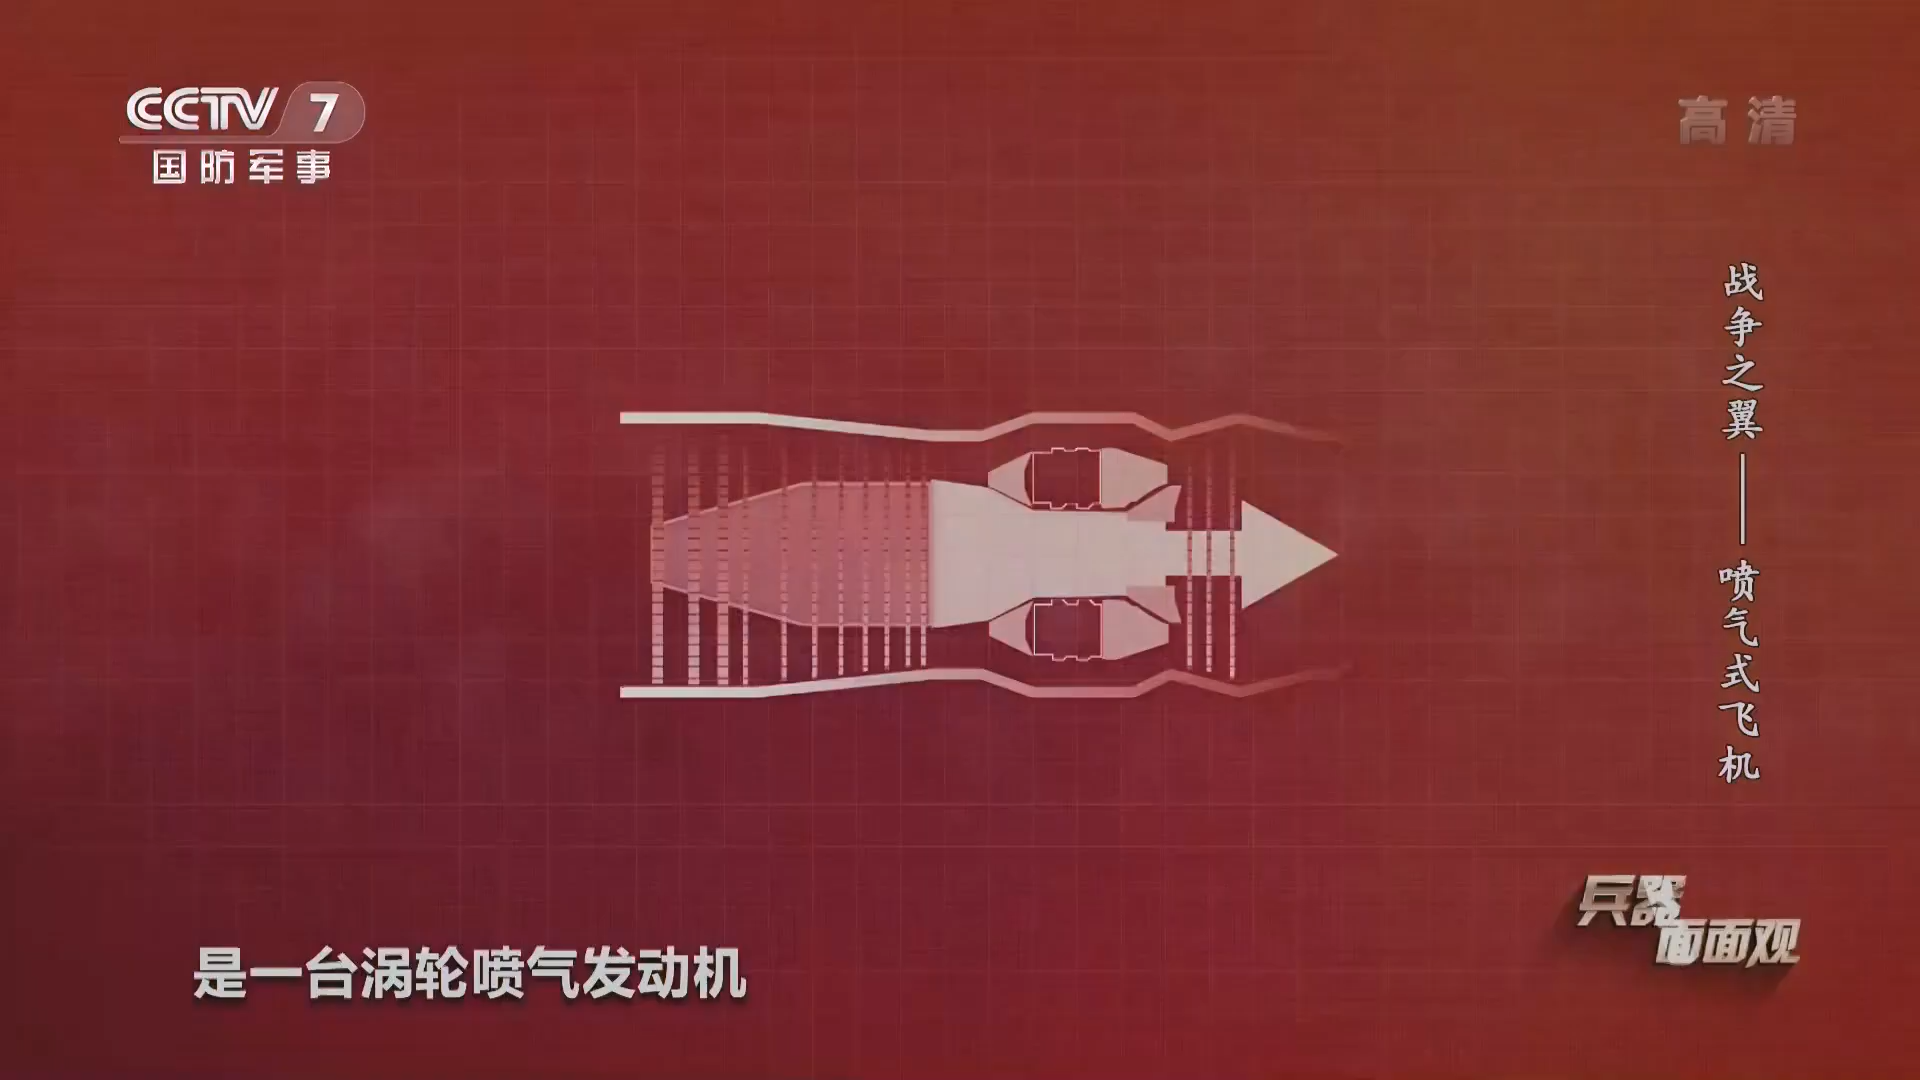 CCTV 7
国防军事
高清
战争之翼——喷气式飞机
兵器
面面观
是一台涡轮喷气发动机